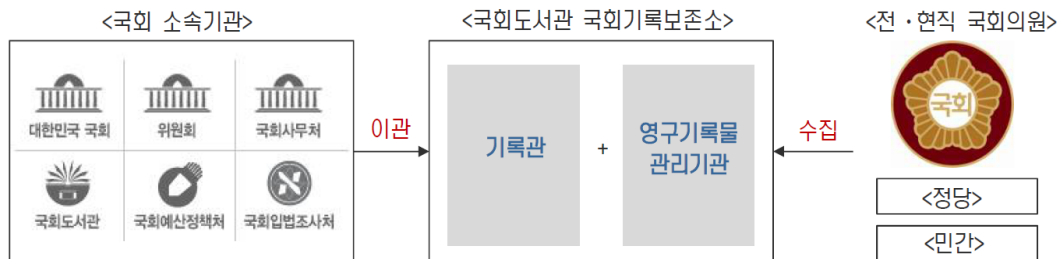 <국회 소속기관>
대한민국 국회
위원회
국회사무처
국회도서관
국회예산정책처
국회입법조사처
이관
<국회도서관 국회기록보존소>
기록관
+
영구기록물
관리기관
수집
<전·현직 국회의원>
국회
<정당>
<민간>